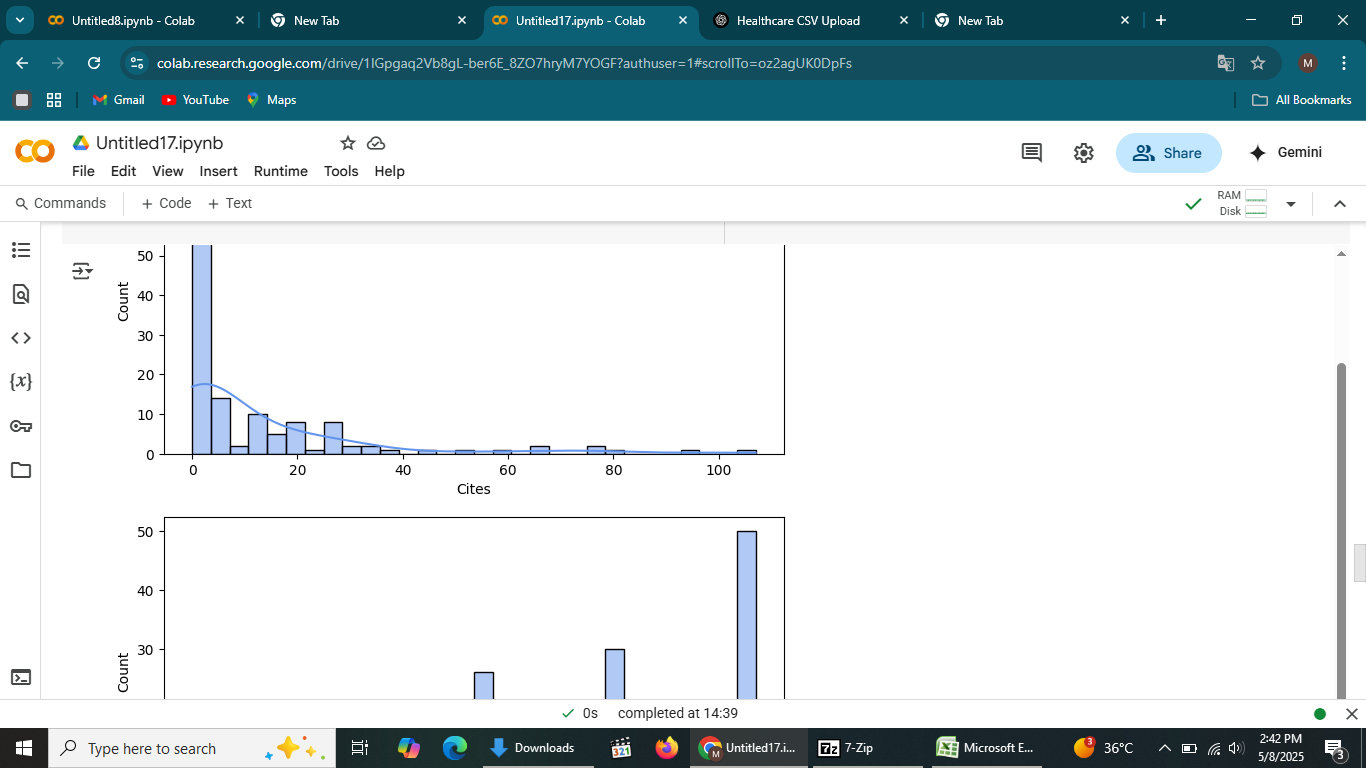 Untitled8.ipynb - Colab
New Tab
Untitled17.ipynb - Colab
Healthcare CSV Upload
New Tab
colab.research.google.com/drive/1IGpgaq2Vb8gL-ber6E_8ZO7hryM7YOGF?authuser=1#scrollTo=oz2agUK0DpFs
M
Gmail
YouTube
Maps
All Bookmarks
Untitled17.ipynb
File Edit View Insert Runtime Tools Help
Share
Gemini
Commands
+ Code
+ Text
RAM
Disk
50
40
30
20
10
0
Count
0 20 40 60 80 100
Cites
50
40
30
Count
0s completed at 14:39
Type here to search
Downloads
321
Untitled17.i...
7z 7-Zip
Microsoft E...
3
36°C
2:42 PM
5/8/2025
3